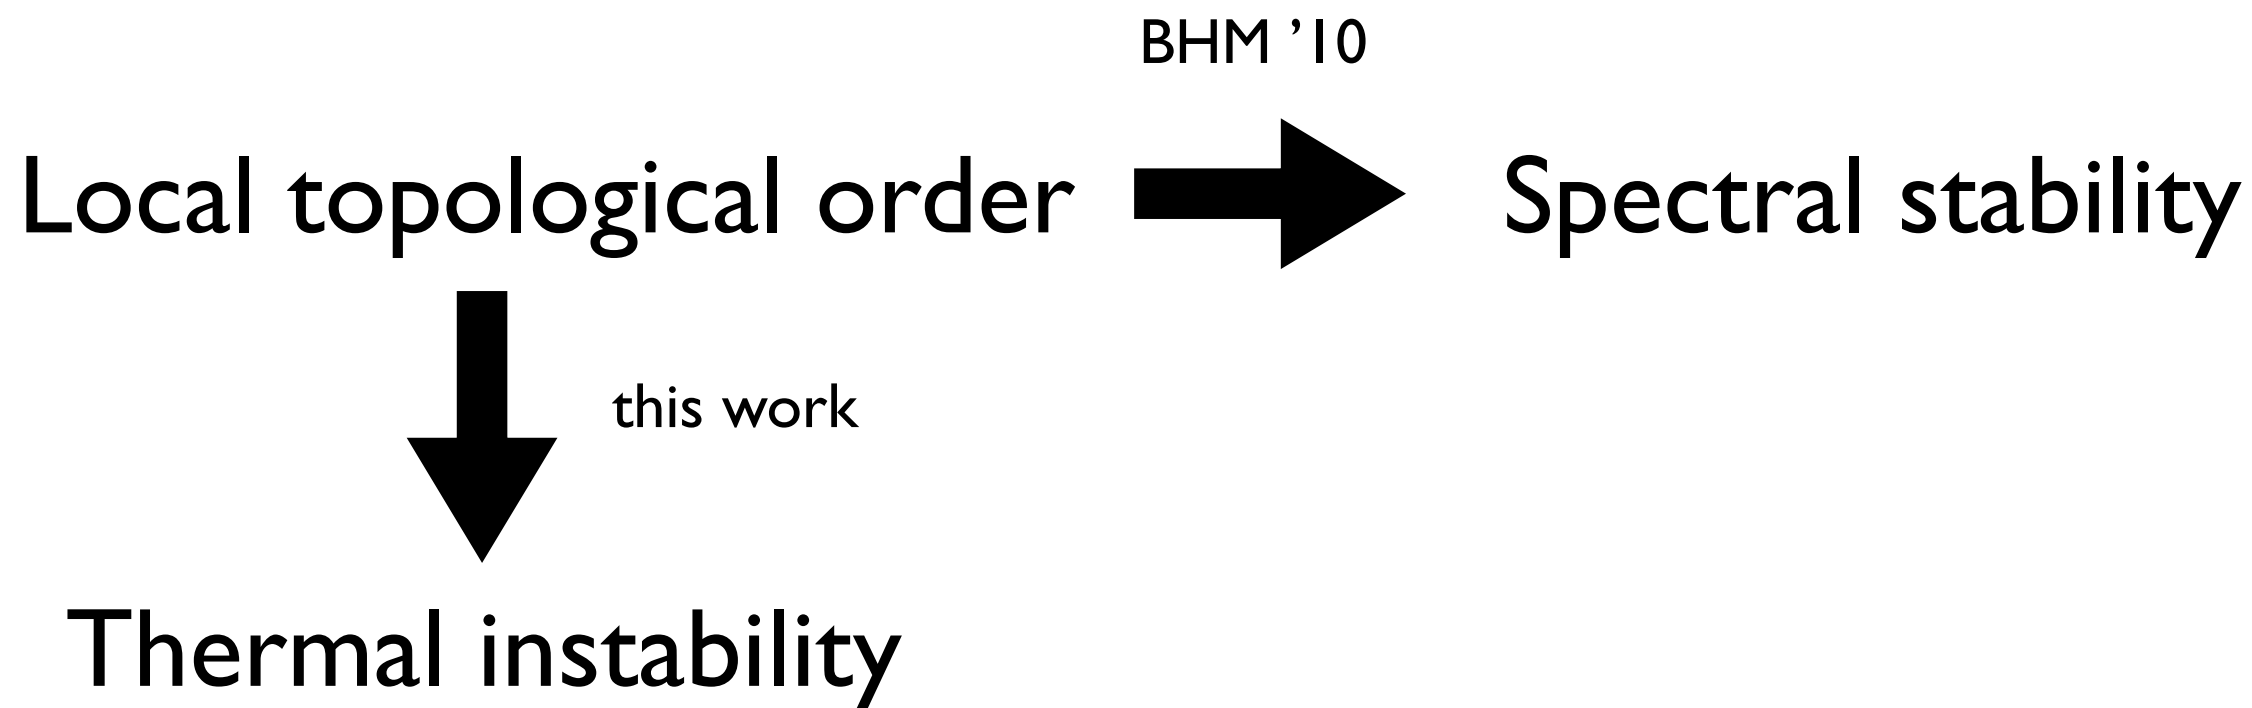 BHM ’10
Local topological order
Spectral stability
this work
Thermal instability